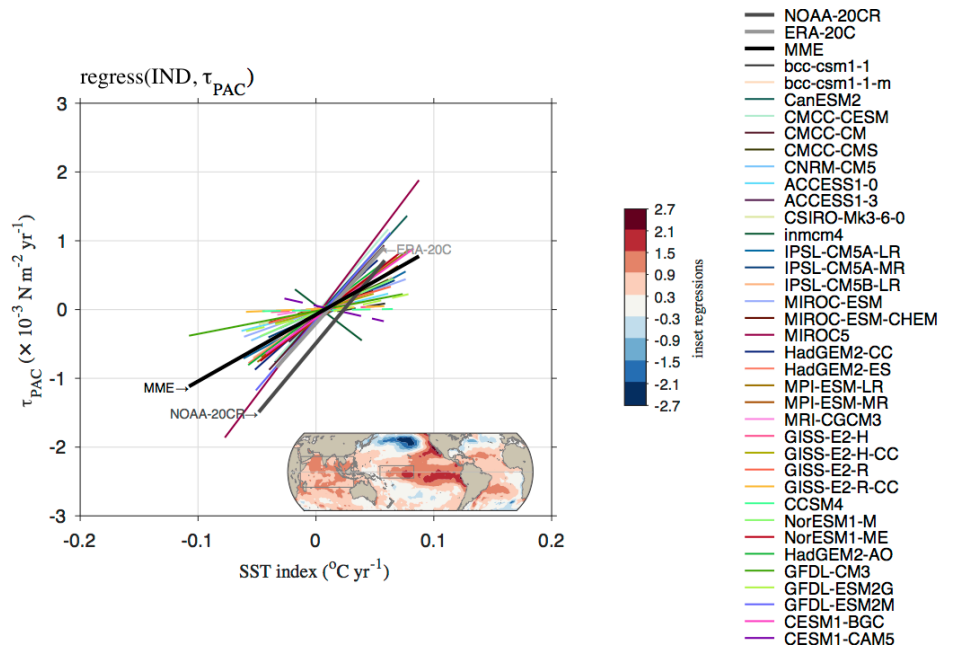 regress(IND, τPAC)
3
2
1
0
-1
-2
-3
τPAC (× 10⁻³ N m⁻² yr⁻¹)
-0.2
-0.1
0
0.1
0.2
SST index (°C yr⁻¹)
←ERA-20C
MME→
NOAA-20CR→
2.7
2.1
1.5
0.9
0.3
-0.3
-0.9
-1.5
-2.1
-2.7
inset regressions
NOAA-20CR
ERA-20C
MME
bcc-csm1-1
bcc-csm1-1-m
CanESM2
CMCC-CESM
CMCC-CM
CMCC-CMS
CNRM-CM5
ACCESS1-0
ACCESS1-3
CSIRO-Mk3-6-0
inmcm4
IPSL-CM5A-LR
IPSL-CM5A-MR
IPSL-CM5B-LR
MIROC-ESM
MIROC-ESM-CHEM
MIROC5
HadGEM2-CC
HadGEM2-ES
MPI-ESM-LR
MPI-ESM-MR
MRI-CGCM3
GISS-E2-H
GISS-E2-H-CC
GISS-E2-R
GISS-E2-R-CC
CCSM4
NorESM1-M
NorESM1-ME
HadGEM2-AO
GFDL-CM3
GFDL-ESM2G
GFDL-ESM2M
CESM1-BGC
CESM1-CAM5